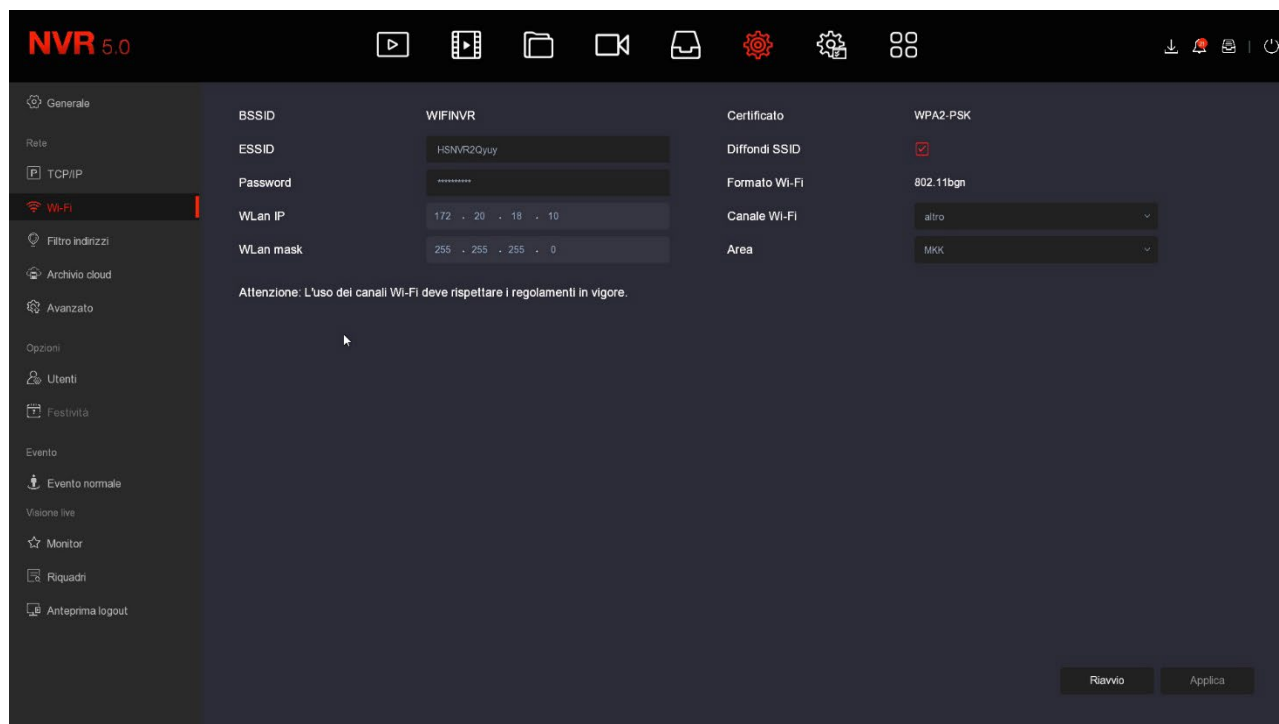 NVR 5.0
Generale
Rete
TCP/IP
Wi-Fi
Filtro indirizzi
Archivio cloud
Avanzato
Opzioni
Utenti
Festività
Evento
Evento normale
Visione live
Monitor
Riquadri
Anteprima logout
BSSID WIFINVR Certificato WPA2-PSK
ESSID HSNVR2Qyuy Diffondi SSID
Password ********** Formato Wi-Fi 802.11bgn
WLan IP 172 . 20 . 18 . 10 Canale Wi-Fi altro
WLan mask 255 . 255 . 255 . 0 Area MKK
Attenzione: L'uso dei canali Wi-Fi deve rispettare i regolamenti in vigore.
Riavvio Applica